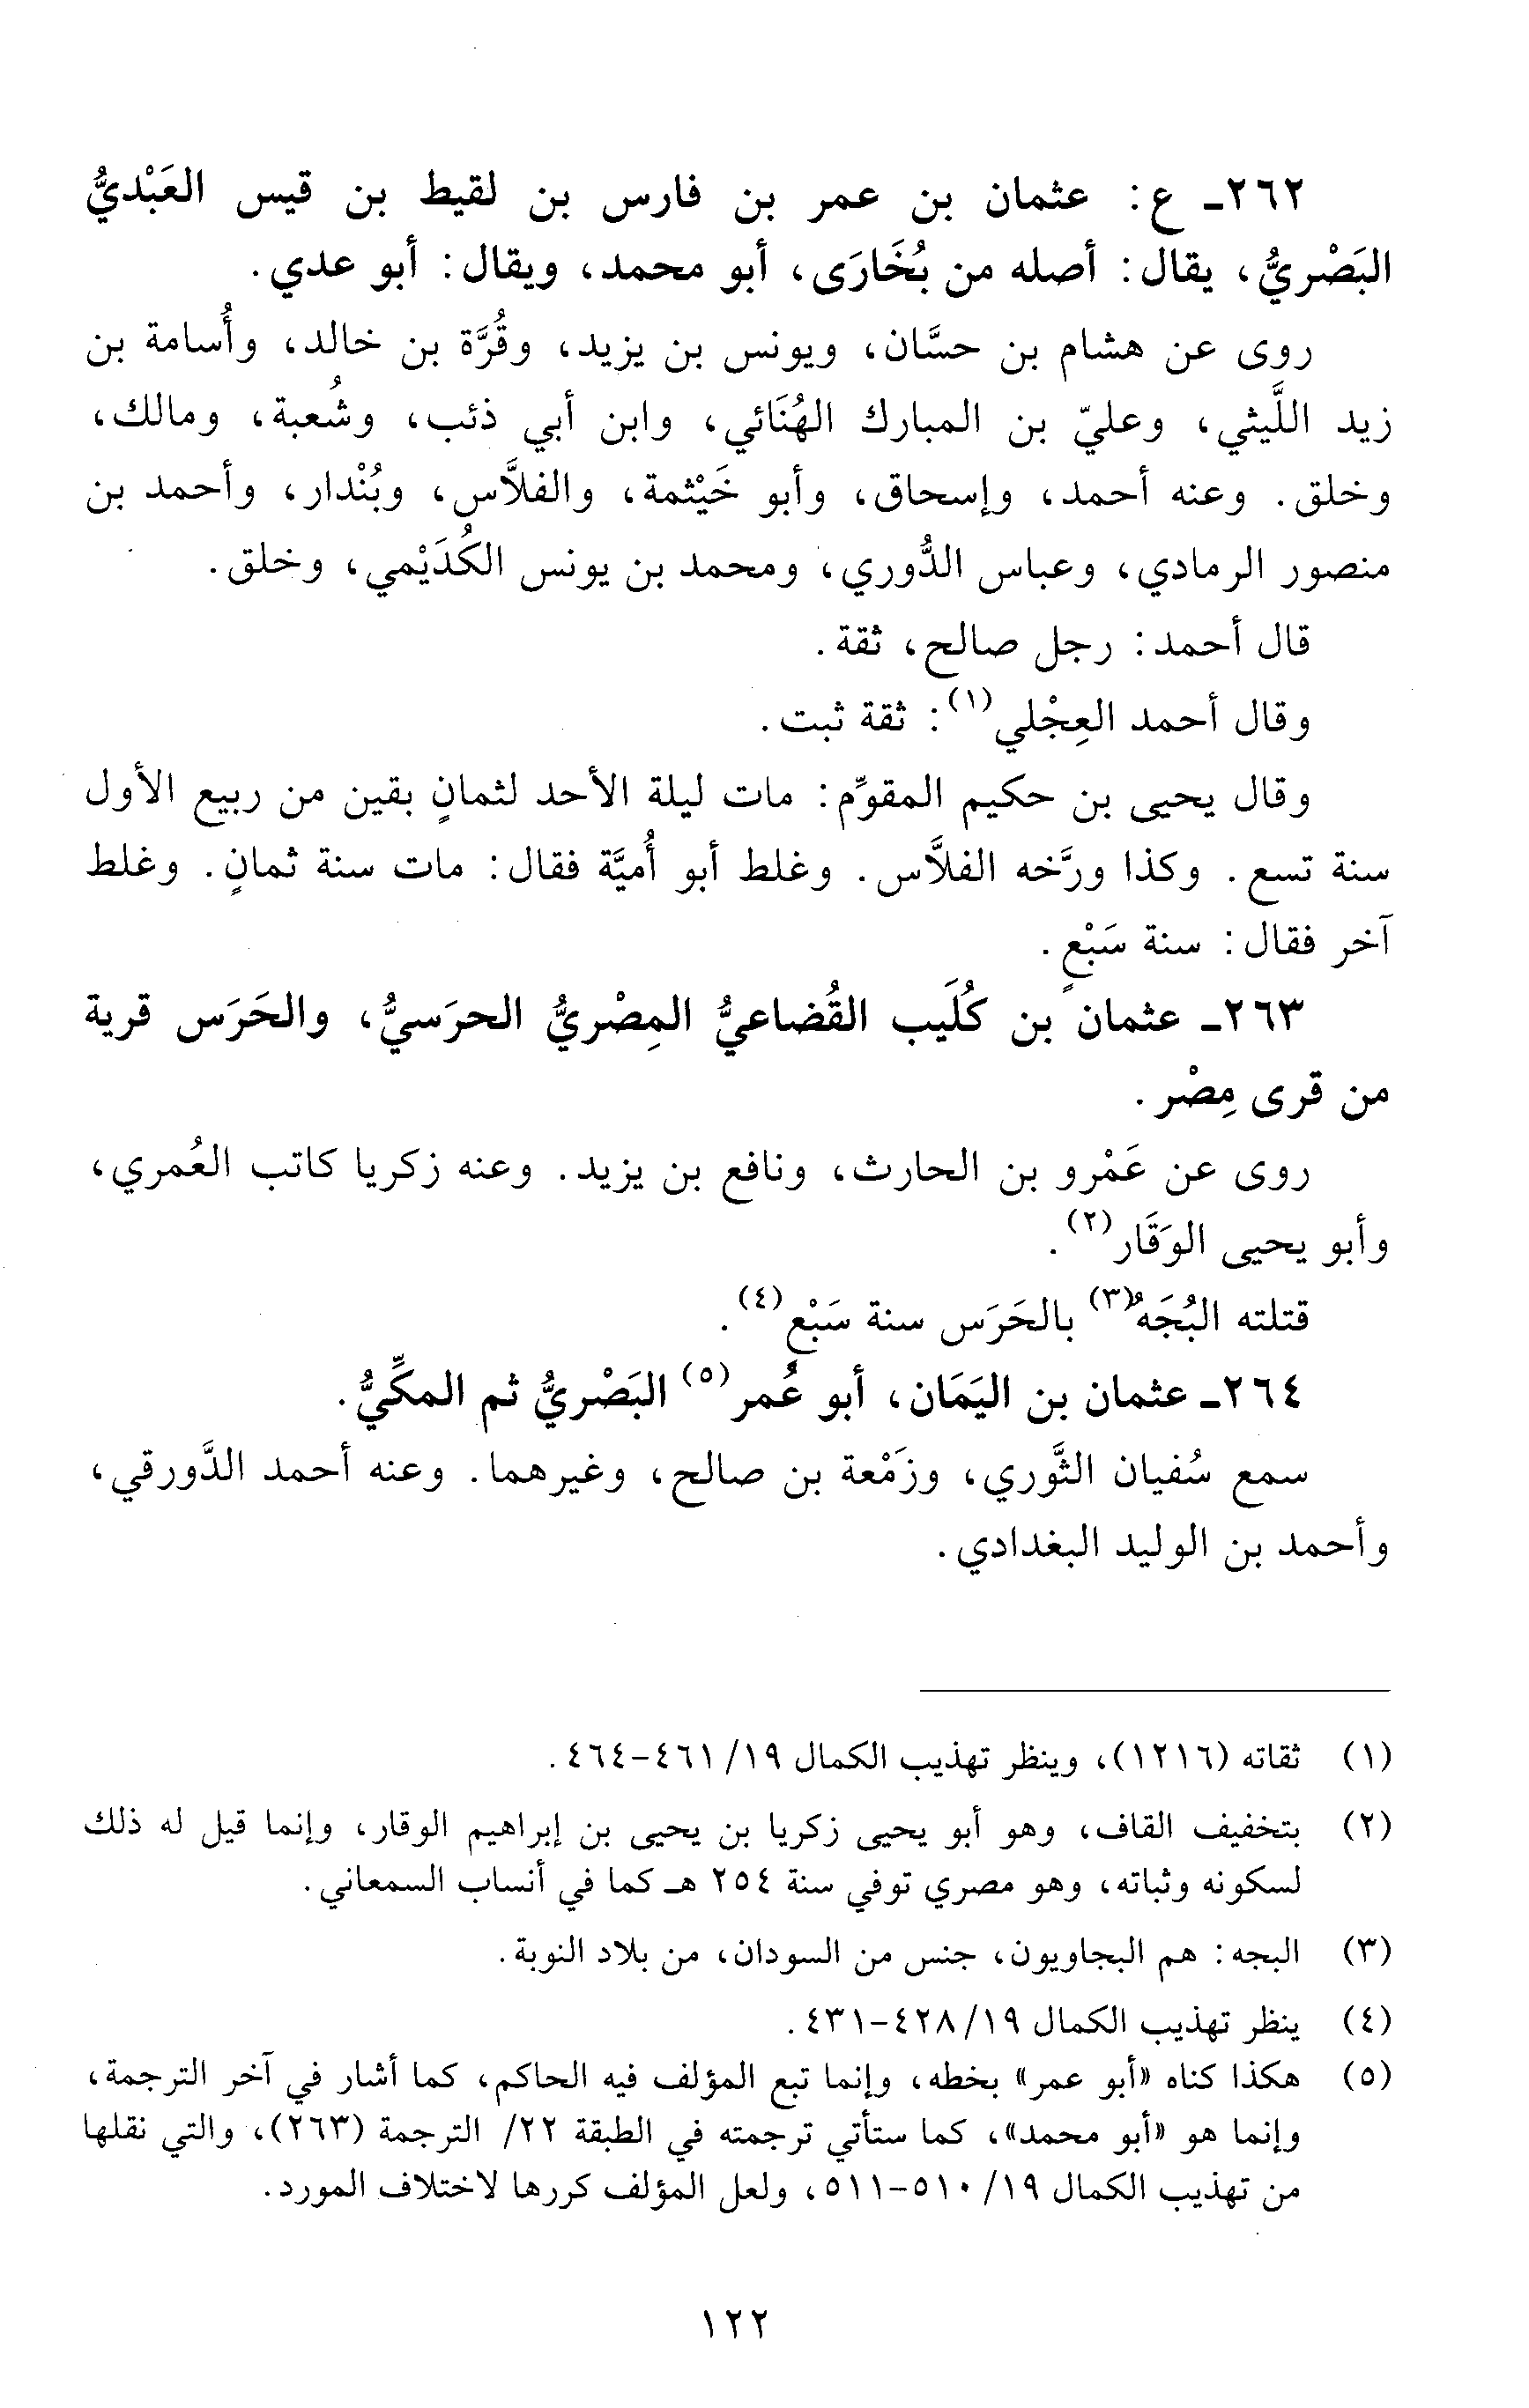 ٢٦٢ـ ع: عثمان بن عمر بن فارس بن لقيط بن قيس العَبْديُّ
البَصْريُّ، يقال: أصله من بُخَارَى، أبو محمد، ويقال: أبو عدي.
روى عن هشام بن حسَّان، ويونس بن يزيد، وقُرَّة بن خالد، وأُسامة بن
زيد اللَّيثي، وعليّ بن المبارك الهُنَائي، وابن أبي ذئب، وشُعبة، ومالك،
وخلق. وعنه أحمد، وإسحاق، وأبو خَيْثمة، والفلاَّس، وبُنْدار، وأحمد بن
منصور الرمادي، وعباس الدُّوري، ومحمد بن يونس الكُدَيْمي، وخلق.
قال أحمد: رجل صالح، ثقة.
وقال أحمد العِجْلي(١): ثقة ثبت.
وقال يحيى بن حكيم المقوِّم: مات ليلة الأحد لثمانٍ بقين من ربيع الأول
سنة تسع. وكذا ورَّخه الفلاَّس. وغلط أبو أُميَّة فقال: مات سنة ثمانٍ. وغلط
آخر فقال: سنة سَبْعٍ.
٢٦٣ـ عثمان بن كُلَيب القُضاعيُّ المِصْريُّ الحرَسيُّ، والحَرَس قرية
من قرى مِصْر.
روى عن عَمْرو بن الحارث، ونافع بن يزيد. وعنه زكريا كاتب العُمري،
وأبو يحيى الوَقَار(٢).
قتلته البُجَهُ(٣) بالحَرَس سنة سَبْعٍ(٤).
٢٦٤ـ عثمان بن اليَمَان، أبو عُمر(٥) البَصْريُّ ثم المكِّيُّ.
سمع سُفيان الثَّوري، وزَمْعة بن صالح، وغيرهما. وعنه أحمد الدَّورقي،
وأحمد بن الوليد البغدادي.
(١) ثقاته (١٢١٦)، وينظر تهذيب الكمال ١٩/ ٤٦١-٤٦٤.
(٢) بتخفيف القاف، وهو أبو يحيى زكريا بن يحيى بن إبراهيم الوقار، وإنما قيل له ذلك
لسكونه وثباته، وهو مصري توفي سنة ٢٥٤ هـ كما في أنساب السمعاني.
(٣) البجه: هم البجاويون، جنس من السودان، من بلاد النوبة.
(٤) ينظر تهذيب الكمال ١٩/ ٤٢٨-٤٣١.
(٥) هكذا كناه «أبو عمر» بخطه، وإنما تبع المؤلف فيه الحاكم، كما أشار في آخر الترجمة،
وإنما هو «أبو محمد»، كما ستأتي ترجمته في الطبقة ٢٢/ الترجمة (٢٦٣)، والتي نقلها
من تهذيب الكمال ١٩/ ٥١٠-٥١١، ولعل المؤلف كررها لاختلاف المورد.
١٢٢